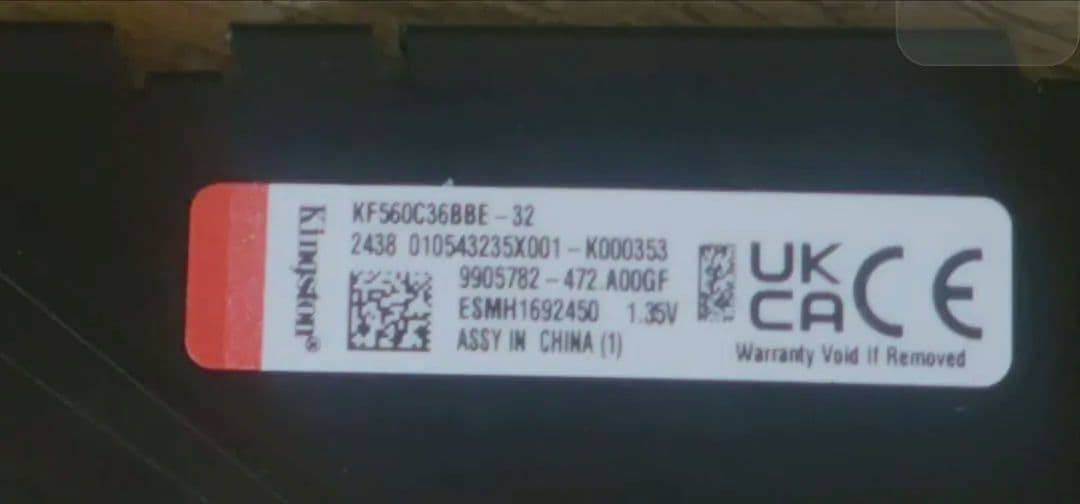 Kingston®
KF560C36BBE-32
2438 010543235X001-K000353
9905782-472.A00GF
ESMH1692450 1.35V
ASSY IN CHINA (1)
UK
CA CE
Warranty Void If Removed